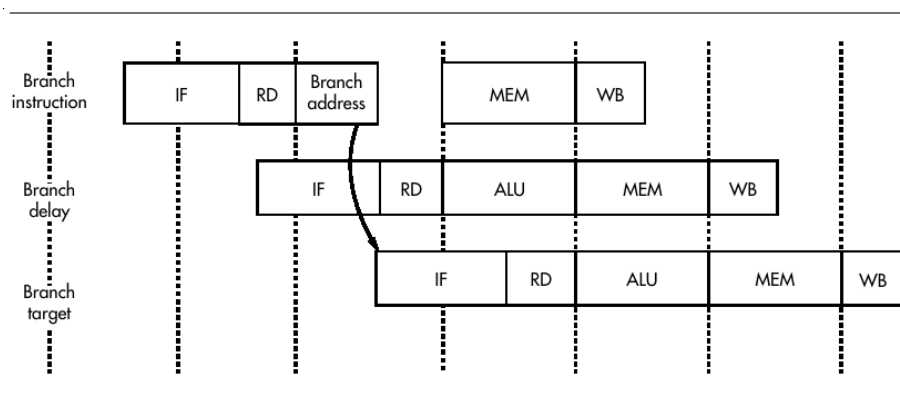 Branch
instruction
IF
RD
Branch
address
MEM
WB
Branch
delay
IF
RD
ALU
MEM
WB
Branch
target
IF
RD
ALU
MEM
WB